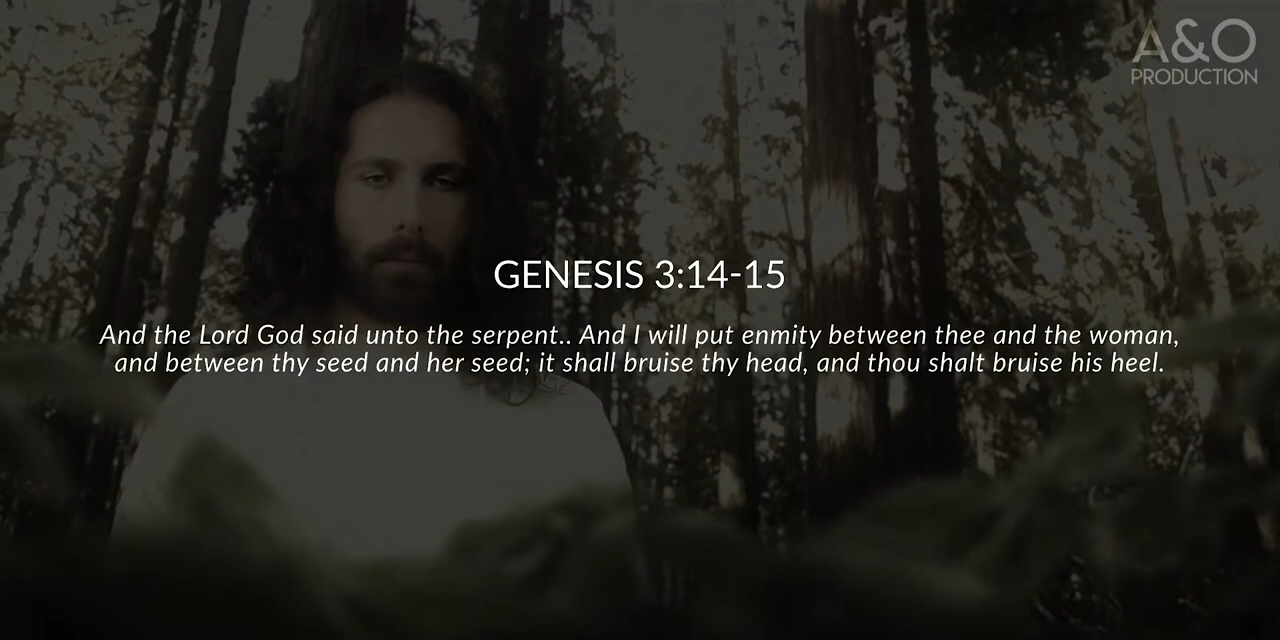 A&O
PRODUCTION
GENESIS 3:14-15
And the Lord God said unto the serpent.. And I will put enmity between thee and the woman,
and between thy seed and her seed; it shall bruise thy head, and thou shalt bruise his heel.